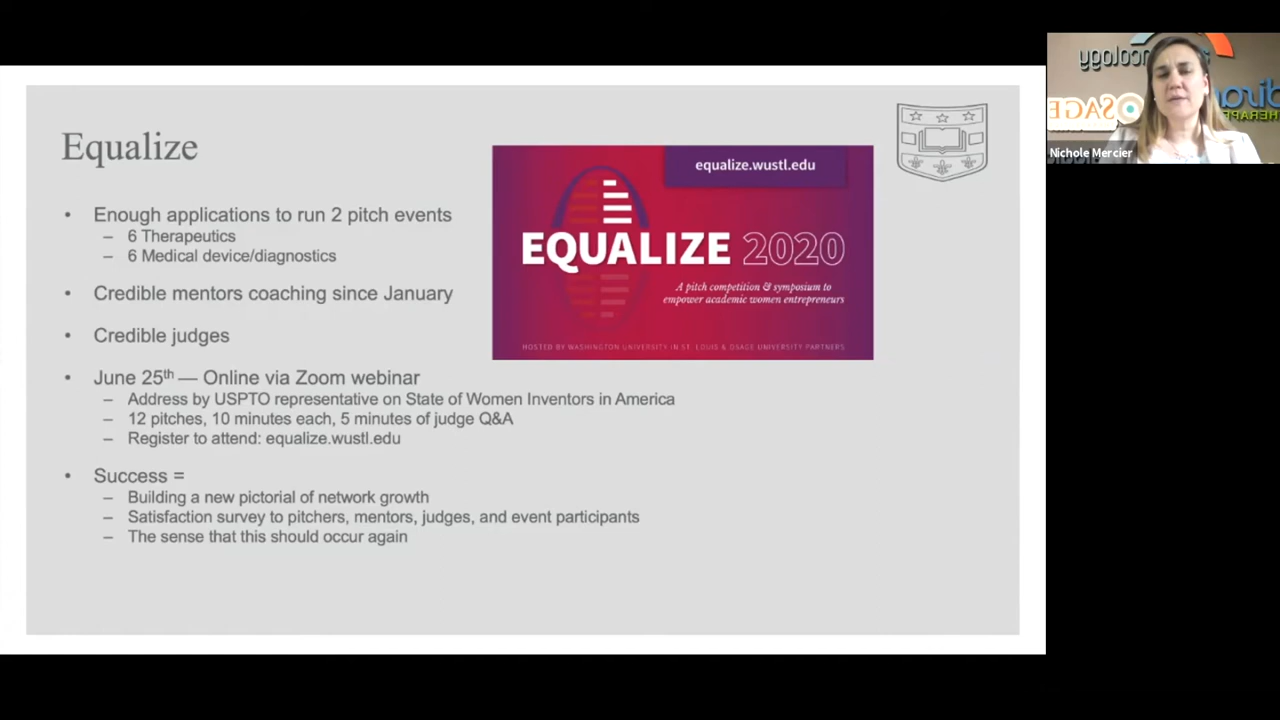 Equalize
• Enough applications to run 2 pitch events
– 6 Therapeutics
– 6 Medical device/diagnostics
• Credible mentors coaching since January
• Credible judges
• June 25th — Online via Zoom webinar
– Address by USPTO representative on State of Women Inventors in America
– 12 pitches, 10 minutes each, 5 minutes of judge Q&A
– Register to attend: equalize.wustl.edu
• Success =
– Building a new pictorial of network growth
– Satisfaction survey to pitchers, mentors, judges, and event participants
– The sense that this should occur again
equalize.wustl.edu
EQUALIZE 2020
A pitch competition & symposium to
empower academic women entrepreneurs
HOSTED BY WASHINGTON UNIVERSITY IN ST. LOUIS & OSAGE UNIVERSITY PARTNERS
OSAGE
Nichole Mercier